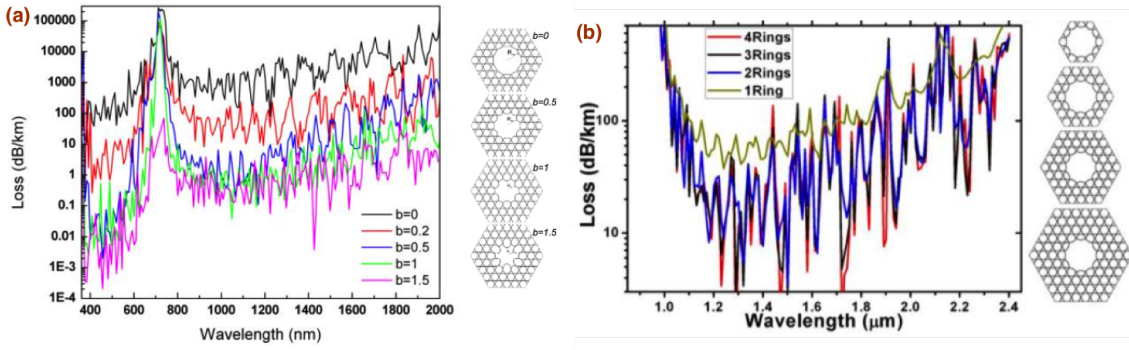 (a)
Loss (dB/km)
100000
10000
1000
100
10
1
0.1
0.01
1E-3
1E-4
400 600 800 1000 1200 1400 1600 1800 2000
Wavelength (nm)
b=0
b=0.2
b=0.5
b=1
b=1.5
b=0
b=0.5
b=1
b=1.5
(b)
Loss (dB/km)
100
10
4Rings
3Rings
2Rings
1Ring
1.0 1.2 1.4 1.6 1.8 2.0 2.2 2.4
Wavelength (μm)